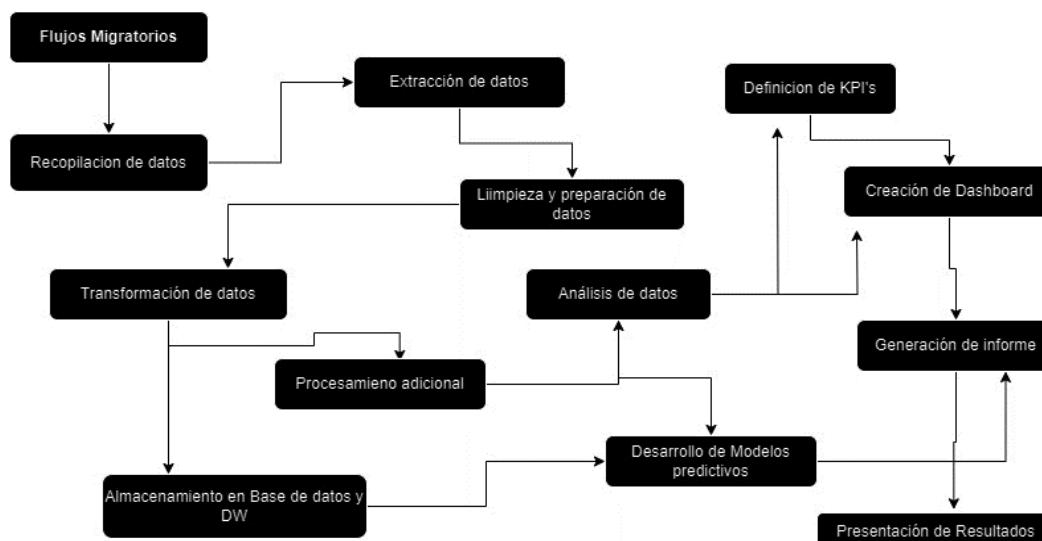 Flujos Migratorios
Extracción de datos
Definicion de KPI's
Recopilacion de datos
Liimpieza y preparación de
datos
Creación de Dashboard
Transformación de datos
Análisis de datos
Generación de informe
Procesamieno adicional
Desarrollo de Modelos
predictivos
Almacenamiento en Base de datos y
DW
Presentación de Resultados